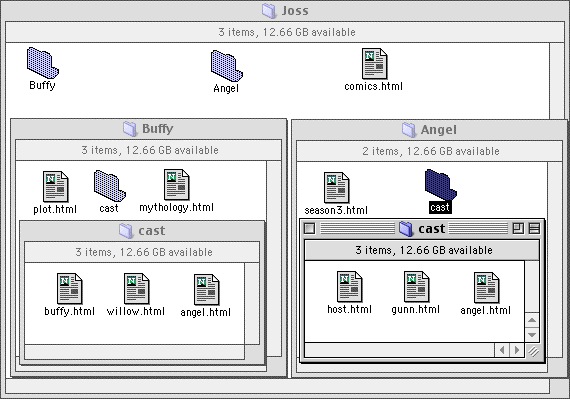 Joss
3 items, 12.66 GB available
Buffy
Angel
comics.html
Buffy
3 items, 12.66 GB available
plot.html
cast
mythology.html
cast
3 items, 12.66 GB available
buffy.html
willow.html
angel.html
Angel
2 items, 12.66 GB available
season3.html
cast
cast
3 items, 12.66 GB available
host.html
gunn.html
angel.html